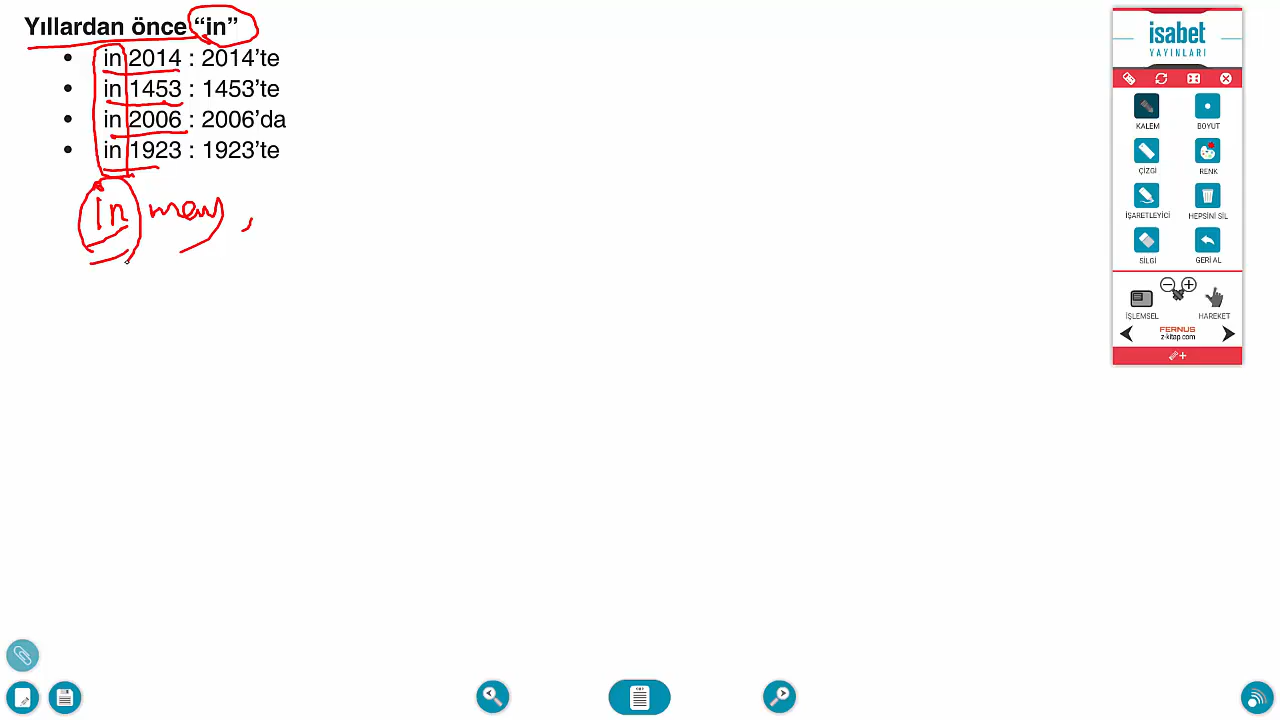 Yıllardan önce “in”
• in 2014 : 2014’te
• in 1453 : 1453’te
• in 2006 : 2006’da
• in 1923 : 1923’te
in
isabet
YAYINLARI
KALEM BOYUT
ÇİZGİ RENK
İŞARETLEYİCİ HEPSİNİ SİL
SİLGİ GERİ AL
İŞLEMSEL HAREKET
FERNUS
z-kitap.com